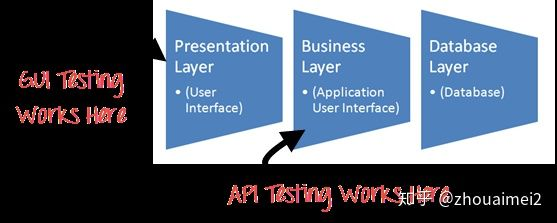 Presentation
Layer
• (User
Interface)
Business
Layer
• (Application
User Interface)
Database
Layer
• (Database)
GUI Testing
Works Here
API Testing Works Here
知乎 @zhouaimei2